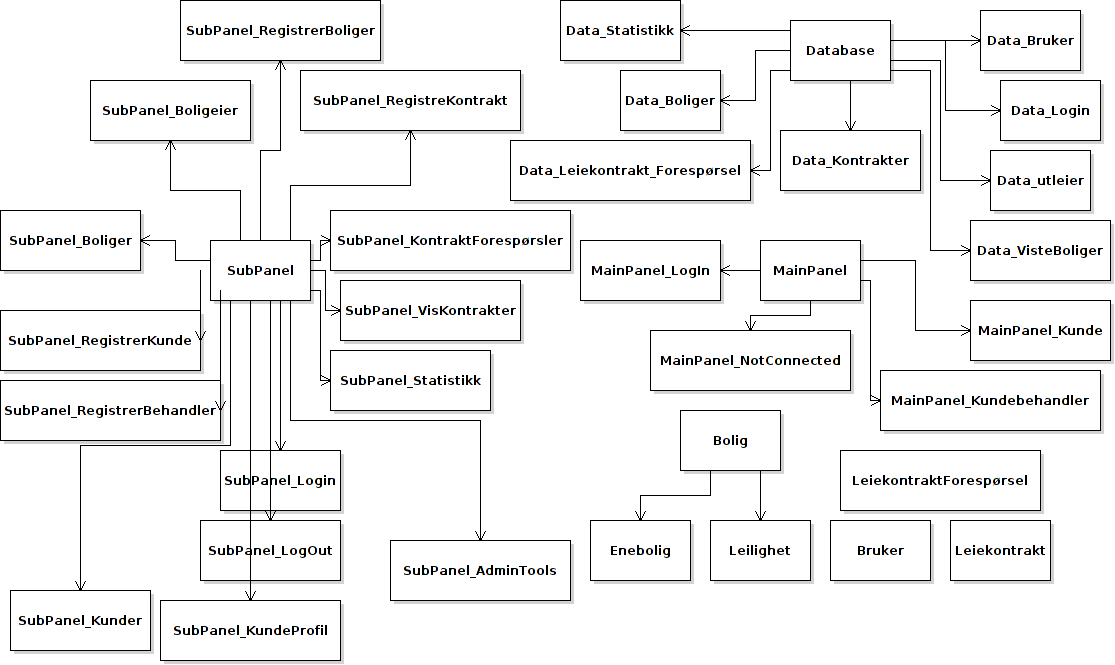 SubPanel_RegistrerBoliger
Data_Statistikk
Database
Data_Bruker
SubPanel_Boligeier
SubPanel_RegistreKontrakt
Data_Boliger
Data_Login
Data_Leiekontrakt_Forespørsel
Data_Kontrakter
Data_utleier
SubPanel_Boliger
SubPanel
SubPanel_KontraktForespørsler
MainPanel_LogIn
MainPanel
Data_VisteBoliger
SubPanel_VisKontrakter
SubPanel_RegistrerKunde
MainPanel_Kunde
SubPanel_Statistikk
MainPanel_NotConnected
SubPanel_RegistrerBehandler
MainPanel_Kundebehandler
Bolig
SubPanel_Login
LeiekontraktForespørsel
SubPanel_LogOut
Enebolig
Leilighet
Bruker
Leiekontrakt
SubPanel_AdminTools
SubPanel_Kunder
SubPanel_KundeProfil